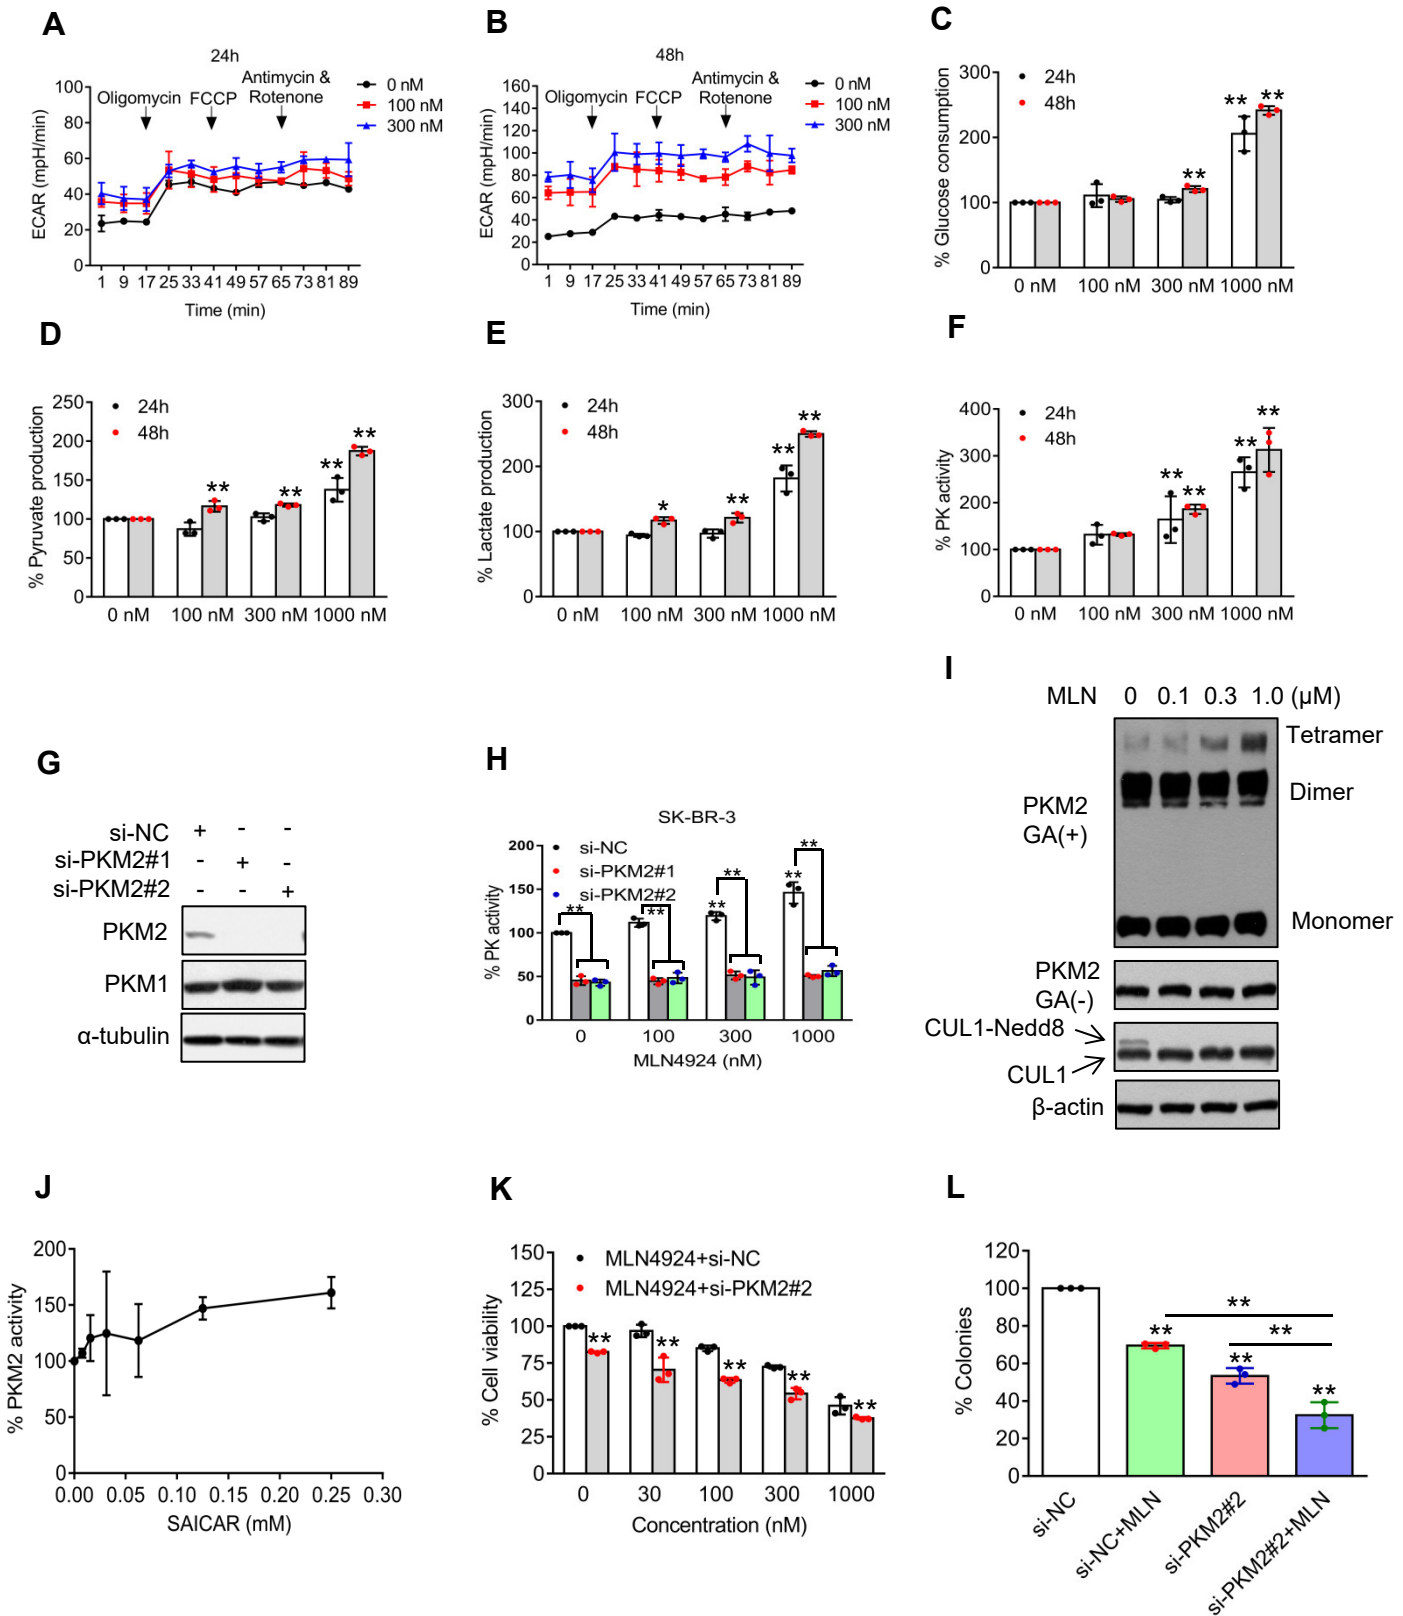 A
24h
ECAR (mpH/min)
100
80
60
40
20
0
Oligomycin
FCCP
Antimycin &
Rotenone
0 nM
100 nM
300 nM
1 9 17 25 33 41 49 57 65 73 81 89
Time (min)
B
48h
ECAR (mpH/min)
160
140
120
100
80
60
40
20
0
Oligomycin
FCCP
Antimycin &
Rotenone
0 nM
100 nM
300 nM
1 9 17 25 33 41 49 57 65 73 81 89
Time (min)
C
% Glucose consumption
300
200
100
0
24h
48h
** **
**
0 nM 100 nM 300 nM 1000 nM
D
% Pyruvate production
250
200
150
100
50
0
24h
48h
**
**
** **
0 nM 100 nM 300 nM 1000 nM
E
% Lactate production
300
200
100
0
24h
48h
**
**
* **
0 nM 100 nM 300 nM 1000 nM
F
% PK activity
400
300
200
100
0
24h
48h
**
**
** **
0 nM 100 nM 300 nM 1000 nM
G
si-NC + - -
si-PKM2#1 - + -
si-PKM2#2 - - +
PKM2
PKM1
α-tubulin
H
SK-BR-3
% PK activity
200
150
100
50
0
si-NC
si-PKM2#1
si-PKM2#2
**
** **
** ** **
0 100 300 1000
MLN4924 (nM)
I
MLN 0 0.1 0.3 1.0 (μM)
Tetramer
Dimer
PKM2
GA(+)
Monomer
PKM2
GA(-)
CUL1-Nedd8
CUL1
β-actin
J
% PKM2 activity
200
150
100
50
0
0.00 0.05 0.10 0.15 0.20 0.25 0.30
SAICAR (mM)
K
% Cell viability
150
125
100
75
50
25
0
MLN4924+si-NC
MLN4924+si-PKM2#2
** ** ** ** **
0 30 100 300 1000
Concentration (nM)
L
% Colonies
120
100
80
60
40
20
0
**
** **
**
**
si-NC
si-NC+MLN
si-PKM2#2
si-PKM2#2+MLN